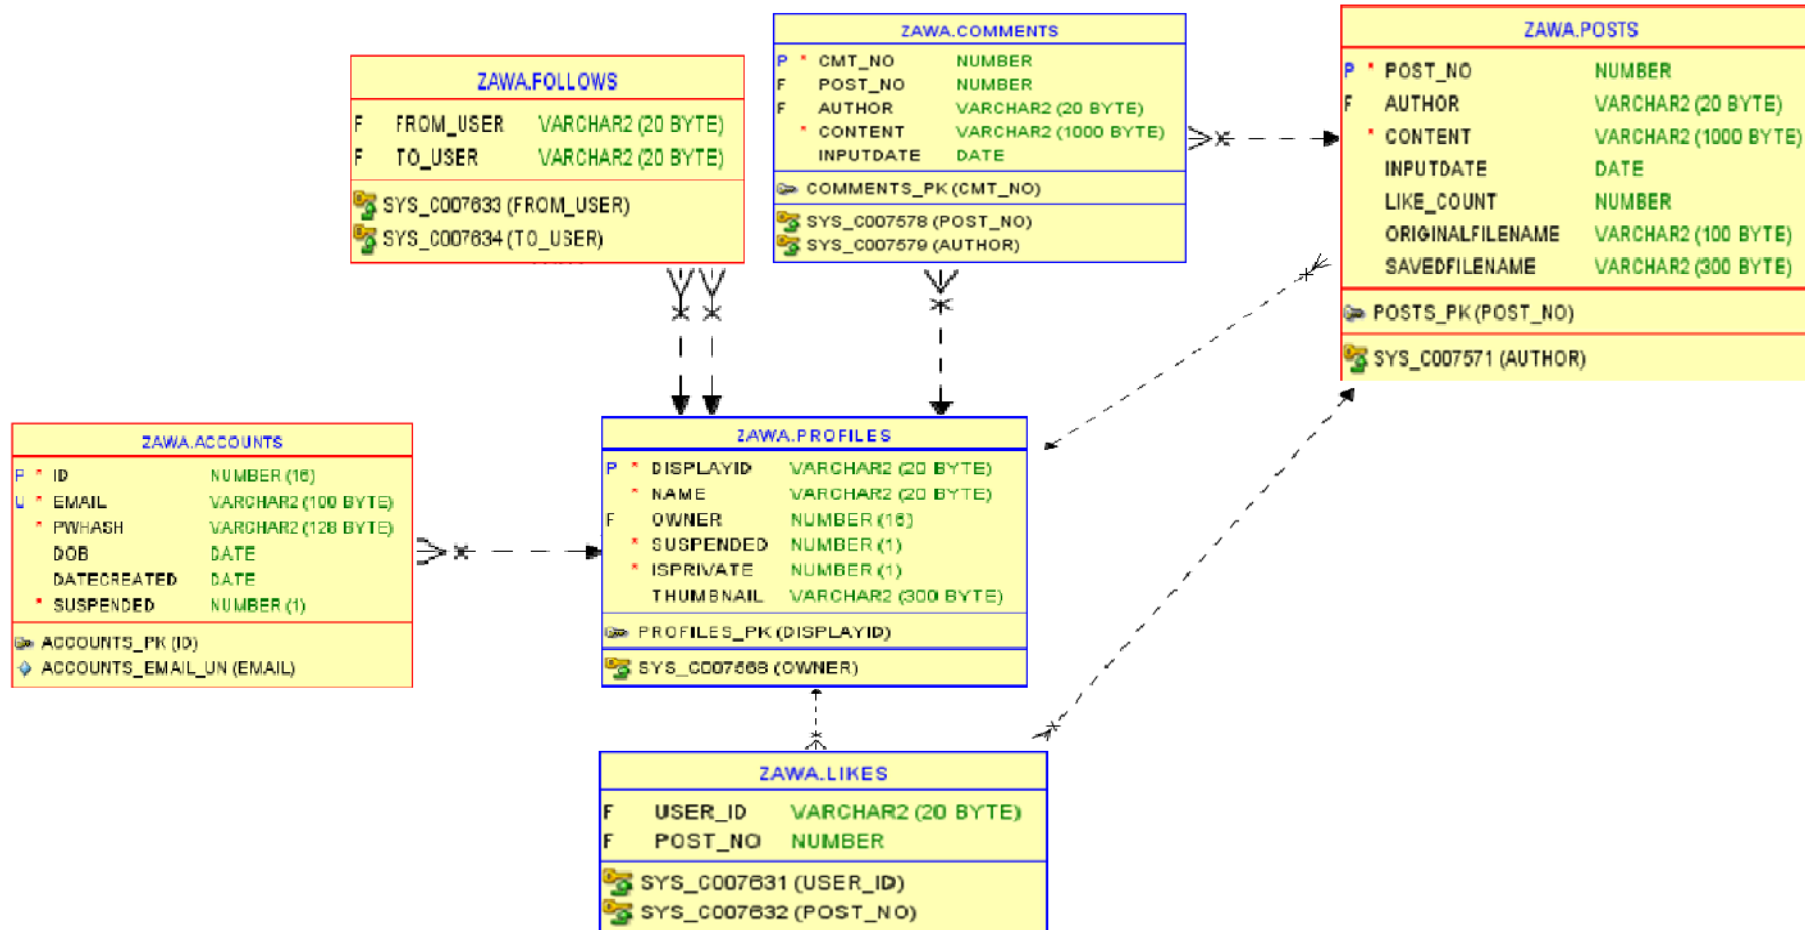 ZAWA.FOLLOWS
F FROM_USER VARCHAR2 (20 BYTE)
F TO_USER VARCHAR2 (20 BYTE)
SYS_C007633 (FROM_USER)
SYS_C007634 (TO_USER)
ZAWA.COMMENTS
P * CMT_NO NUMBER
F POST_NO NUMBER
F AUTHOR VARCHAR2 (20 BYTE)
* CONTENT VARCHAR2 (1000 BYTE)
INPUTDATE DATE
COMMENTS_PK (CMT_NO)
SYS_C007578 (POST_NO)
SYS_C007579 (AUTHOR)
ZAWA.POSTS
P * POST_NO NUMBER
F AUTHOR VARCHAR2 (20 BYTE)
* CONTENT VARCHAR2 (1000 BYTE)
INPUTDATE DATE
LIKE_COUNT NUMBER
ORIGINALFILENAME VARCHAR2 (100 BYTE)
SAVEDFILENAME VARCHAR2 (300 BYTE)
POSTS_PK (POST_NO)
SYS_C007571 (AUTHOR)
ZAWA.ACCOUNTS
P * ID NUMBER (16)
U * EMAIL VARCHAR2 (100 BYTE)
* PWHASH VARCHAR2 (128 BYTE)
DOB DATE
DATECREATED DATE
* SUSPENDED NUMBER (1)
ACCOUNTS_PK (ID)
ACCOUNTS_EMAIL_UN (EMAIL)
ZAWA.PROFILES
P * DISPLAYID VARCHAR2 (20 BYTE)
* NAME VARCHAR2 (20 BYTE)
F OWNER NUMBER (16)
* SUSPENDED NUMBER (1)
* ISPRIVATE NUMBER (1)
THUMBNAIL VARCHAR2 (300 BYTE)
PROFILES_PK (DISPLAYID)
SYS_C007568 (OWNER)
ZAWA.LIKES
F USER_ID VARCHAR2 (20 BYTE)
F POST_NO NUMBER
SYS_C007631 (USER_ID)
SYS_C007632 (POST_NO)